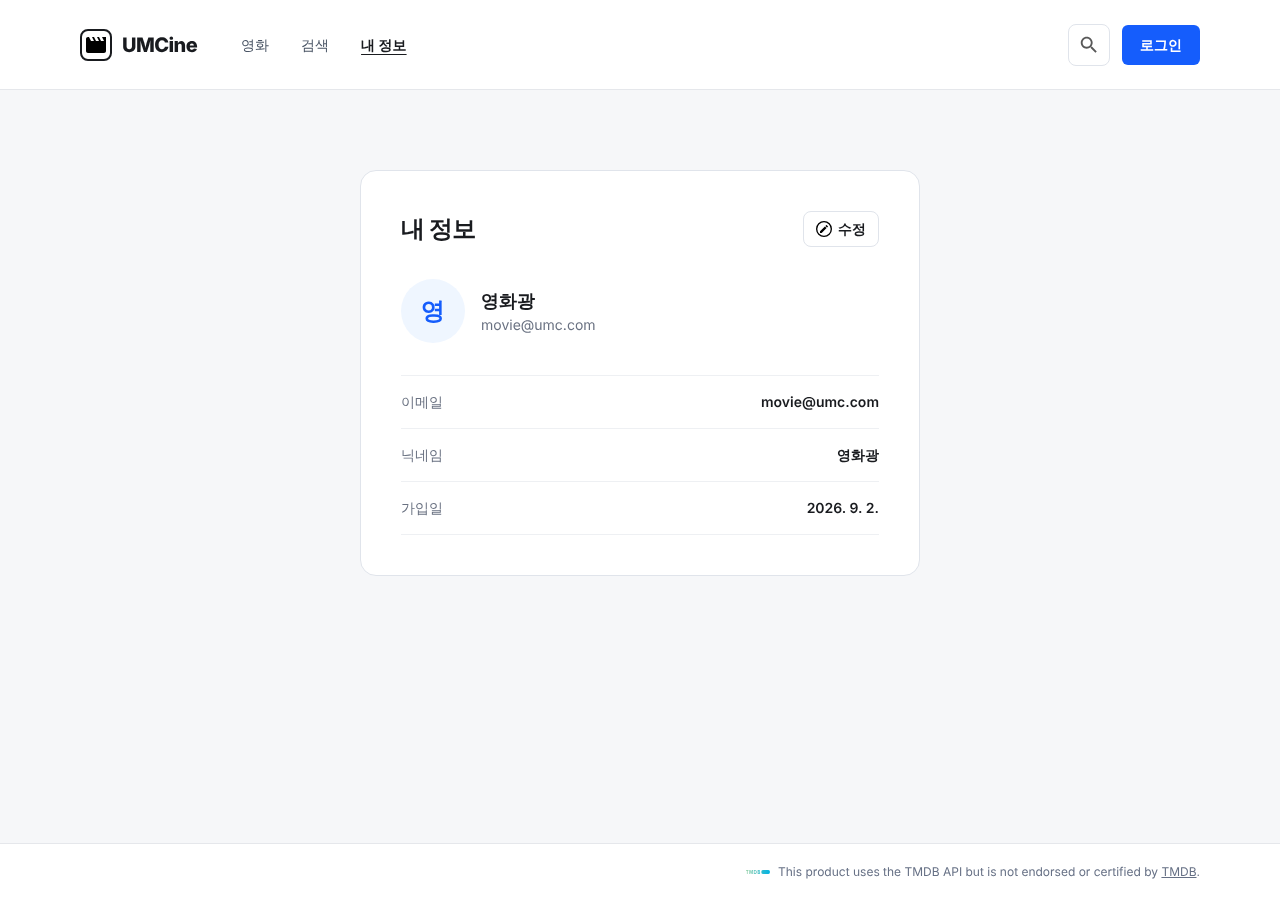 UMCine
영화
검색
내 정보
로그인
내 정보
수정
영
영화광
movie@umc.com
이메일
movie@umc.com
닉네임
영화광
가입일
2026. 9. 2.
TMDB
This product uses the TMDB API but is not endorsed or certified by TMDB.